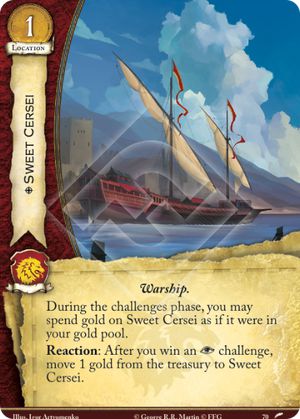 1
LOCATION
SWEET CERSEI
Warship.
During the challenges phase, you may
spend gold on Sweet Cersei as if it were in
your gold pool.
Reaction: After you win an challenge,
move 1 gold from the treasury to Sweet
Cersei.
Illus. Igor Artyomenko
© George R.R. Martin © FFG
70